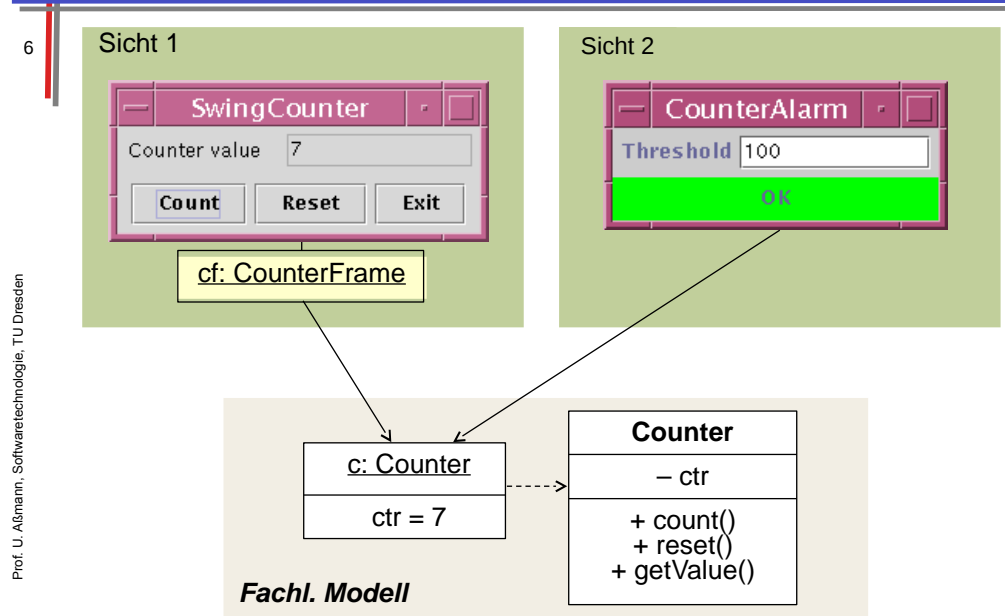 6
Sicht 1
SwingCounter
Counter value 7
Count Reset Exit
cf: CounterFrame
Sicht 2
CounterAlarm
Threshold 100
OK
c: Counter
ctr = 7
Counter
– ctr
+ count()
+ reset()
+ getValue()
Fachl. Modell
Prof. U. Aßmann, Softwaretechnologie, TU Dresden